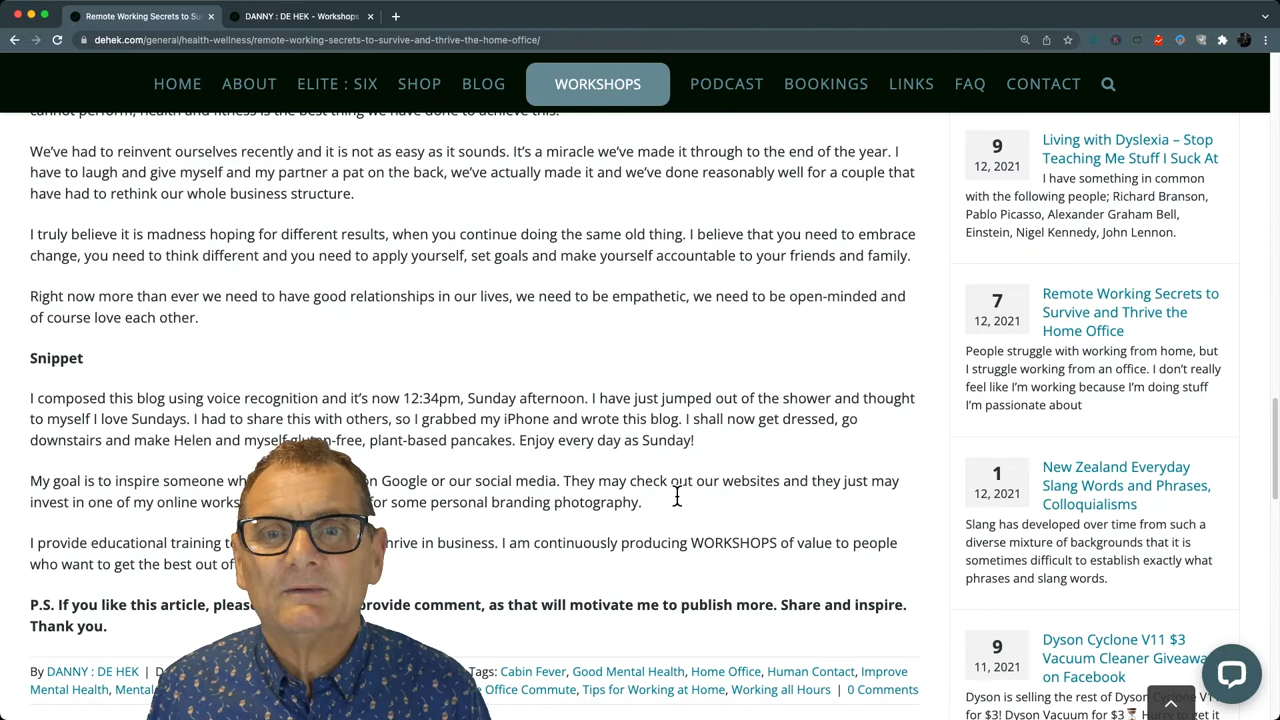 Remote Working Secrets to Su
DANNY : DE HEK - Workshops
dehek.com/general/health-wellness/remote-working-secrets-to-survive-and-thrive-the-home-office/
HOME ABOUT ELITE : SIX SHOP BLOG WORKSHOPS PODCAST BOOKINGS LINKS FAQ CONTACT
cannot perform, health and fitness is the best thing we have done to achieve this!
We’ve had to reinvent ourselves recently and it is not as easy as it sounds. It’s a miracle we’ve made it through to the end of the year. I
have to laugh and give myself and my partner a pat on the back, we’ve actually made it and we’ve done reasonably well for a couple that
have had to rethink our whole business structure.
I truly believe it is madness hoping for different results, when you continue doing the same old thing. I believe that you need to embrace
change, you need to think different and you need to apply yourself, set goals and make yourself accountable to your friends and family.
Right now more than ever we need to have good relationships in our lives, we need to be empathetic, we need to be open-minded and
of course love each other.
Snippet
I composed this blog using voice recognition and it’s now 12:34pm, Sunday afternoon. I have just jumped out of the shower and thought
to myself I love Sundays. I had to share this with others, so I grabbed my iPhone and wrote this blog. I shall now get dressed, go
downstairs and make Helen and myself gluten-free, plant-based pancakes. Enjoy every day as Sunday!
My goal is to inspire someone on Google or our social media. They may check out our websites and they just may
invest in one of my online for some personal branding photography.
I provide educational training thrive in business. I am continuously producing WORKSHOPS of value to people
who want to get the best out of
P.S. If you like this article, provide comment, as that will motivate me to publish more. Share and inspire.
Thank you.
By DANNY : DE HEK | Tags: Cabin Fever, Good Mental Health, Home Office, Human Contact, Improve
Mental Health, Office Commute, Tips for Working at Home, Working all Hours | 0 Comments
9
12, 2021
Living with Dyslexia – Stop
Teaching Me Stuff I Suck At
I have something in common
with the following people; Richard Branson,
Pablo Picasso, Alexander Graham Bell,
Einstein, Nigel Kennedy, John Lennon.
7
12, 2021
Remote Working Secrets to
Survive and Thrive the
Home Office
People struggle with working from home, but
I struggle working from an office. I don’t really
feel like I’m working because I’m doing stuff
I’m passionate about
1
12, 2021
New Zealand Everyday
Slang Words and Phrases,
Colloquialisms
Slang has developed over time from such a
diverse mixture of backgrounds that it is
sometimes difficult to establish exactly what
phrases and slang words.
9
11, 2021
Dyson Cyclone V11 $3
Vacuum Cleaner Giveaway
on Facebook
Dyson is selling the rest of Dyson Cyclone V11
for $3! Dyson Vacuum for $3 Hurry to get it